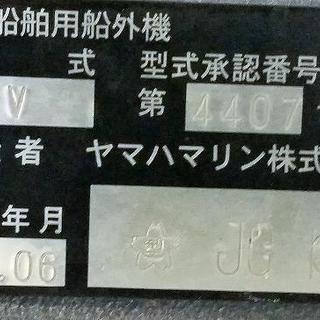 船舶用船外機
式 型式承認番号
V 第 4407
者 ヤマハマリン株式
年月
.06 型 JG